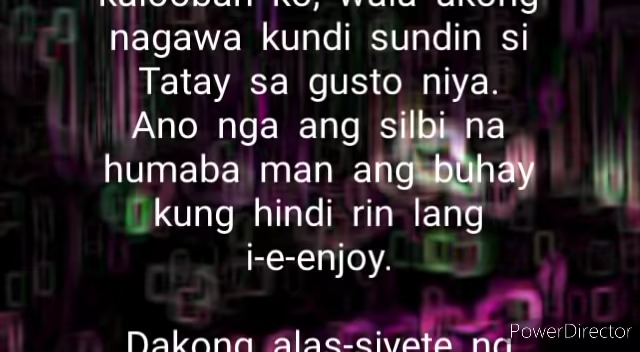 kalooban ko, wala akong
nagawa kundi sundin si
Tatay sa gusto niya.
Ano nga ang silbi na
humaba man ang buhay
kung hindi rin lang
i-e-enjoy.
Dakong alas-siyete ng
PowerDirector